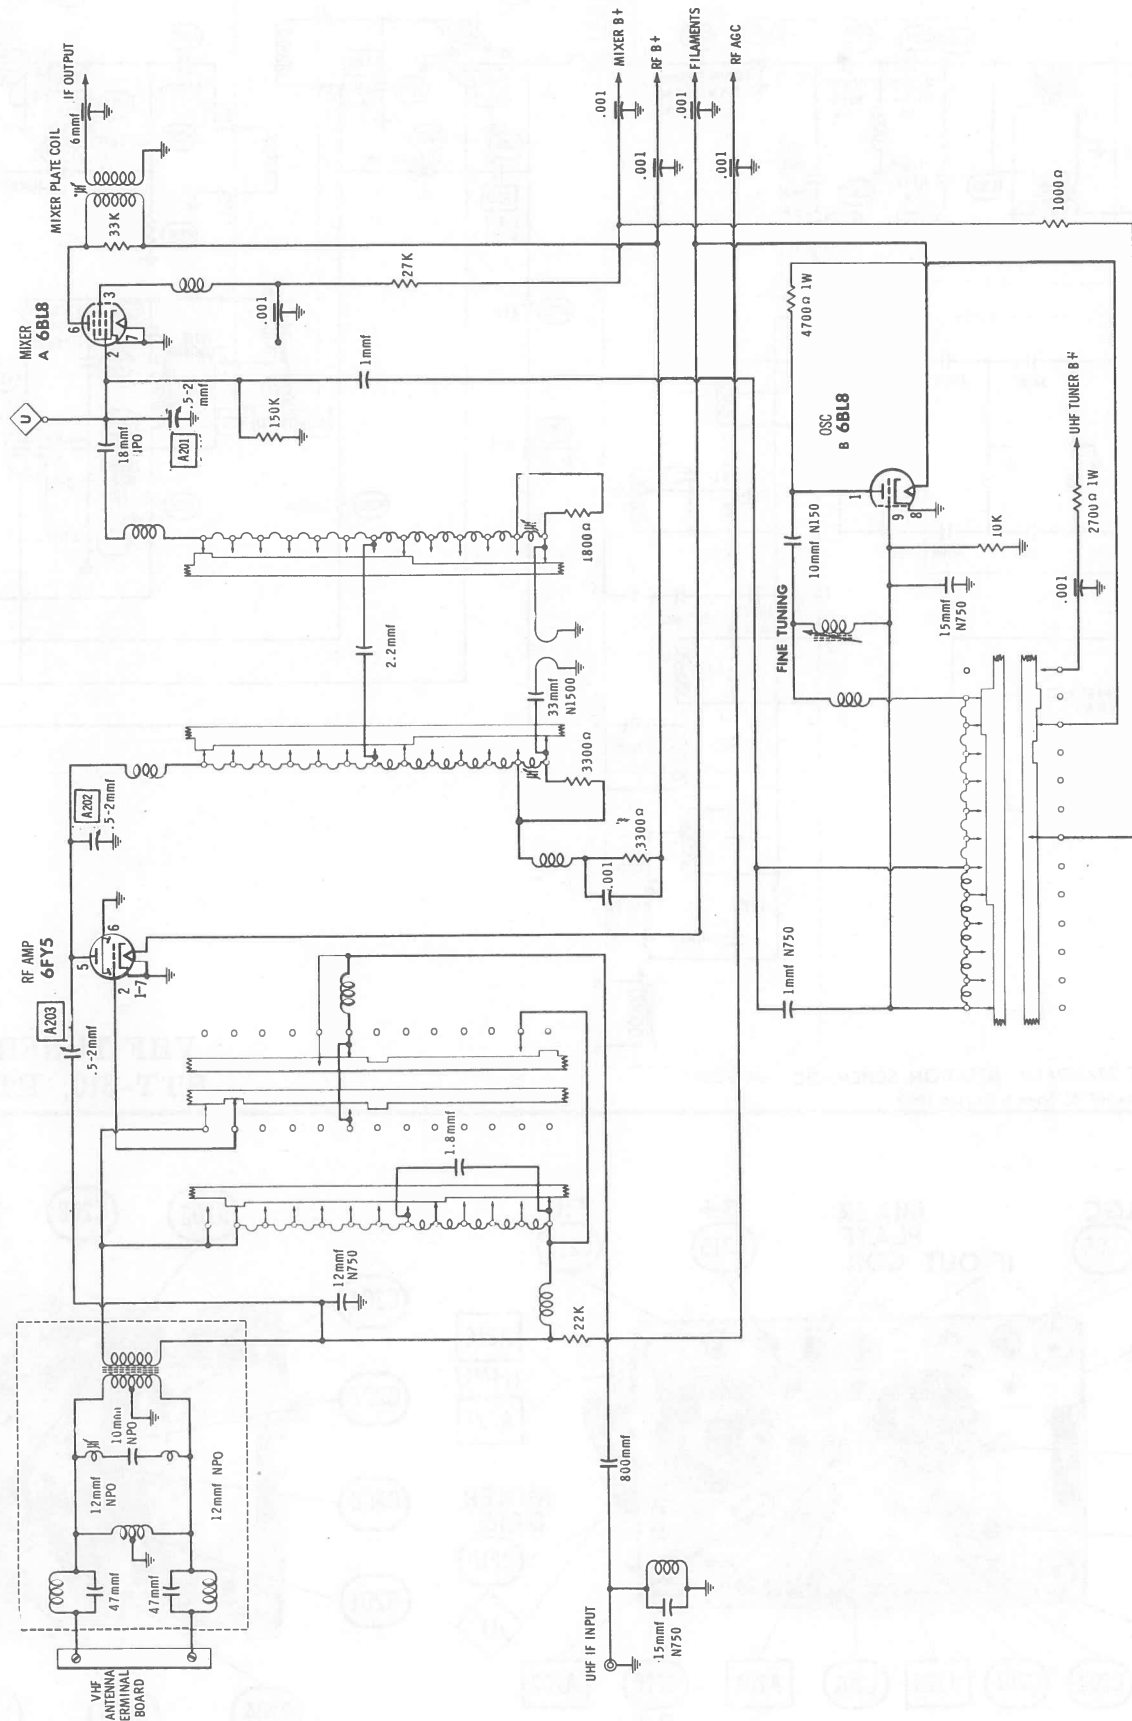 VHF
ANTENNA
ERMINAL
BOARD
47mmf
47mmf
12mmf
NPO
12mmf NPO
10mmf
NPO
UHF IF INPUT
15mmf
N750
800mmf
12mmf
N750
22K
1.8mmf
A203
.5-2mmf
RF AMP
6FY5
5
6
2
1-7
A202
.5-2mmf
.001
3300Ω
3300Ω
33mmf
N1500
2.2mmf
1800Ω
18mmf
A201
.5-2
mmf
150K
1mmf
U
MIXER
A 6BL8
6
3
2
7
.001
27K
33K
MIXER PLATE COIL
6mmf
IF OUTPUT
MIXER B+
RF B+
FILAMENTS
RF AGC
.001
.001
.001
.001
1000Ω
4700Ω 1W
OSC
B 6BL8
1
9
8
10mmf N150
FINE TUNING
15mmf
N750
10K
UHF TUNER B+
2700Ω 1W
.001
1mmf N750